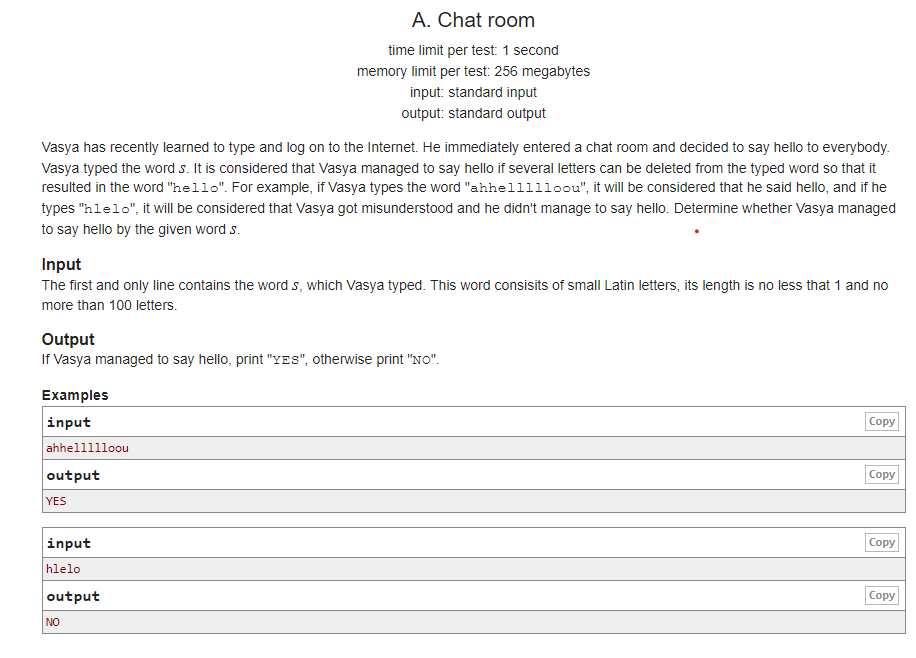 A. Chat room
time limit per test: 1 second
memory limit per test: 256 megabytes
input: standard input
output: standard output
Vasya has recently learned to type and log on to the Internet. He immediately entered a chat room and decided to say hello to everybody.
Vasya typed the word s. It is considered that Vasya managed to say hello if several letters can be deleted from the typed word so that it
resulted in the word "hello". For example, if Vasya types the word "ahhellllloou", it will be considered that he said hello, and if he
types "hlelo", it will be considered that Vasya got misunderstood and he didn't manage to say hello. Determine whether Vasya managed
to say hello by the given word s.
Input
The first and only line contains the word s, which Vasya typed. This word consisits of small Latin letters, its length is no less that 1 and no
more than 100 letters.
Output
If Vasya managed to say hello, print "YES", otherwise print "NO".
Examples
input Copy
ahhellllloou
output Copy
YES
input Copy
hlelo
output Copy
NO